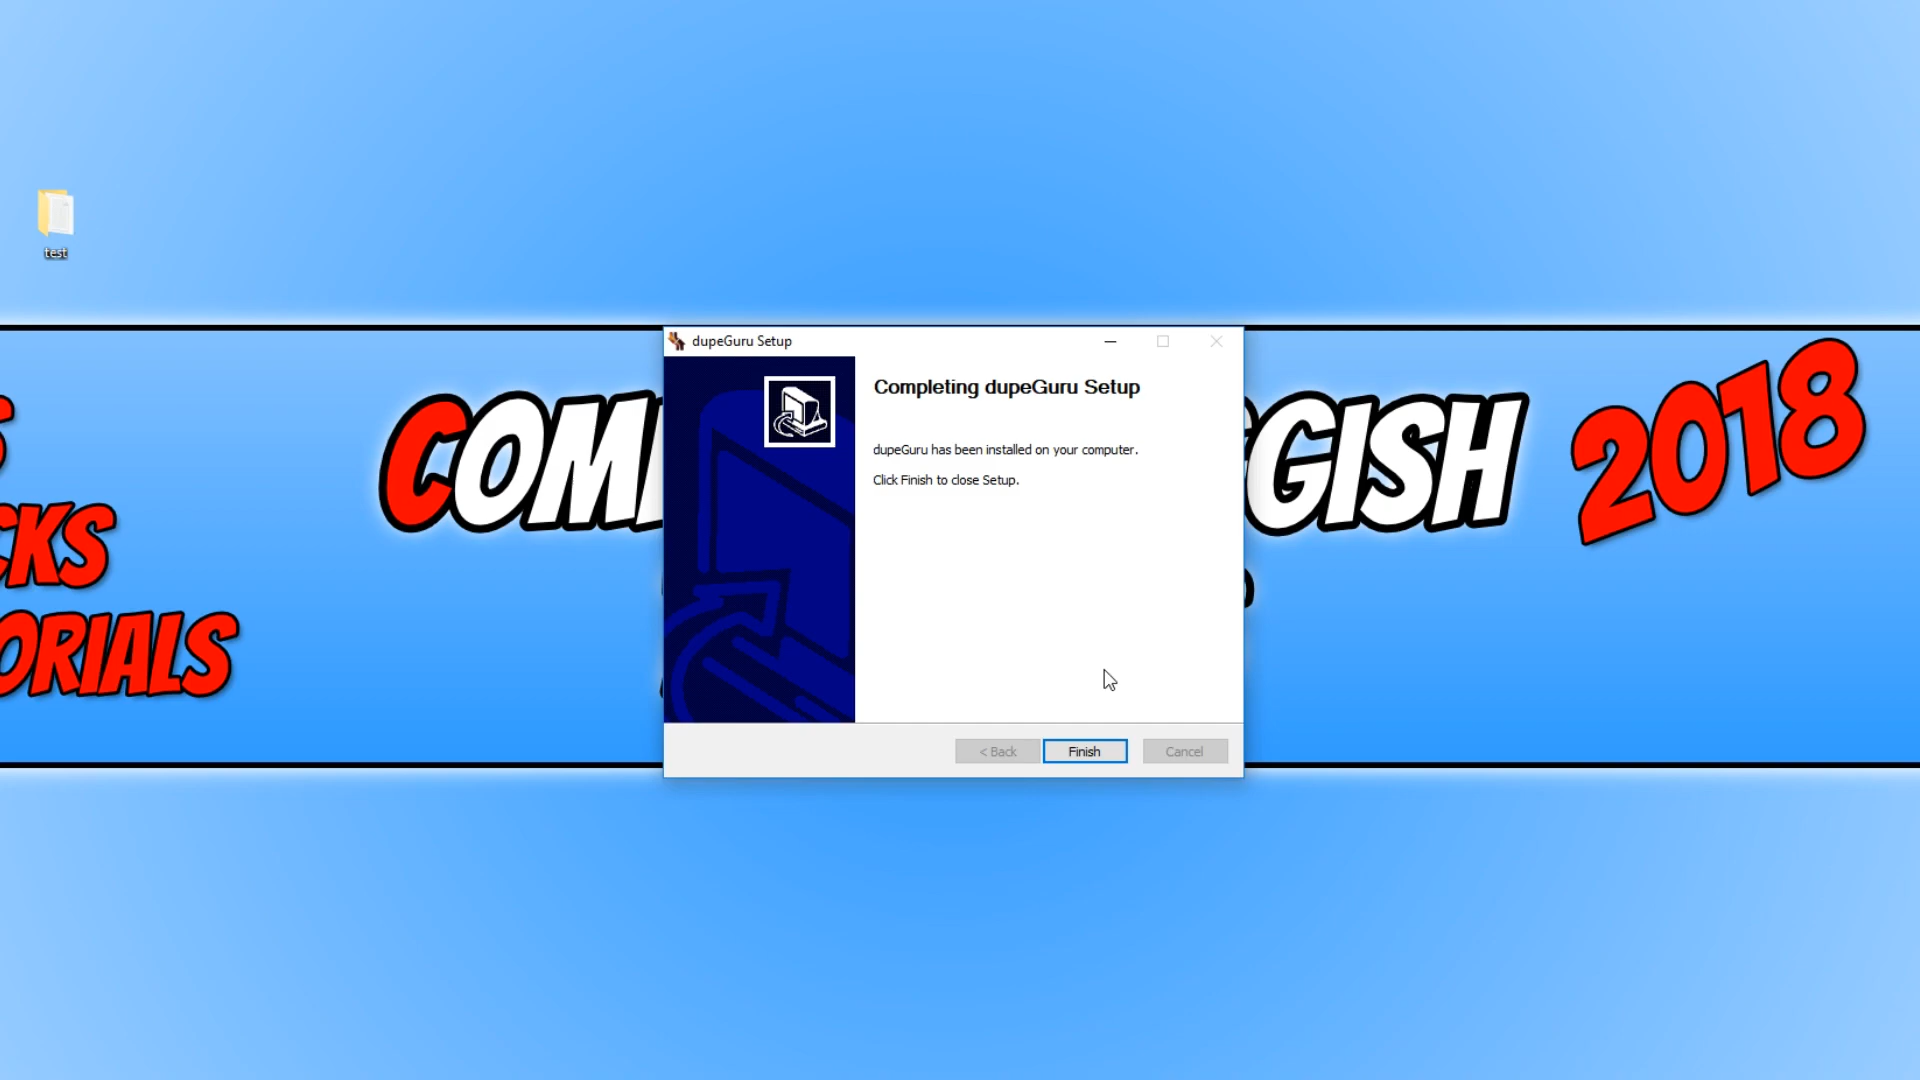 test
dupeGuru Setup
Completing dupeGuru Setup
dupeGuru has been installed on your computer.
Click Finish to close Setup.
< Back
Finish
Cancel
2018